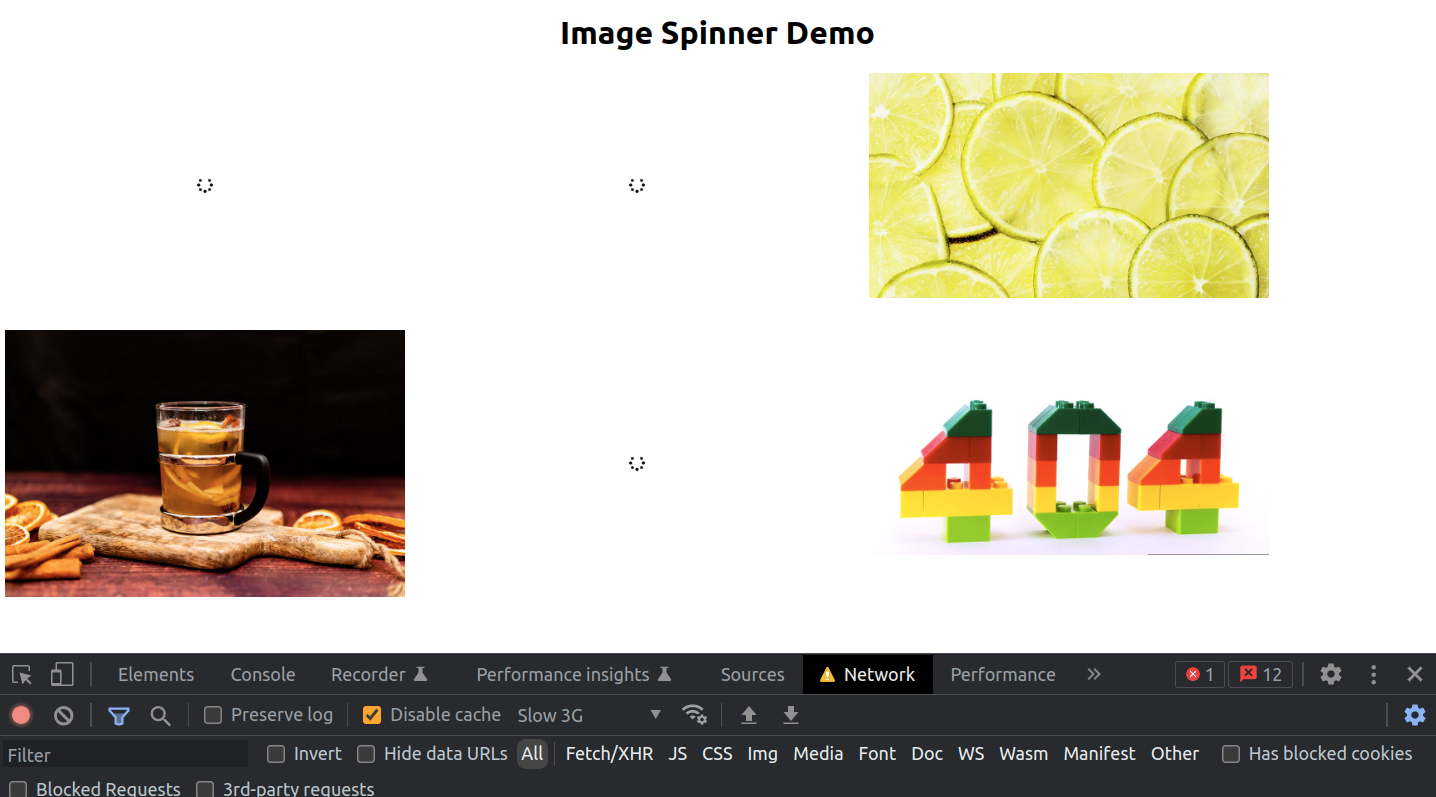 Image Spinner Demo
404
Elements Console Recorder Performance insights Sources Network Performance 1 12
Preserve log Disable cache Slow 3G
Filter Invert Hide data URLs All Fetch/XHR JS CSS Img Media Font Doc WS Wasm Manifest Other Has blocked cookies
Blocked Requests 3rd-party requests